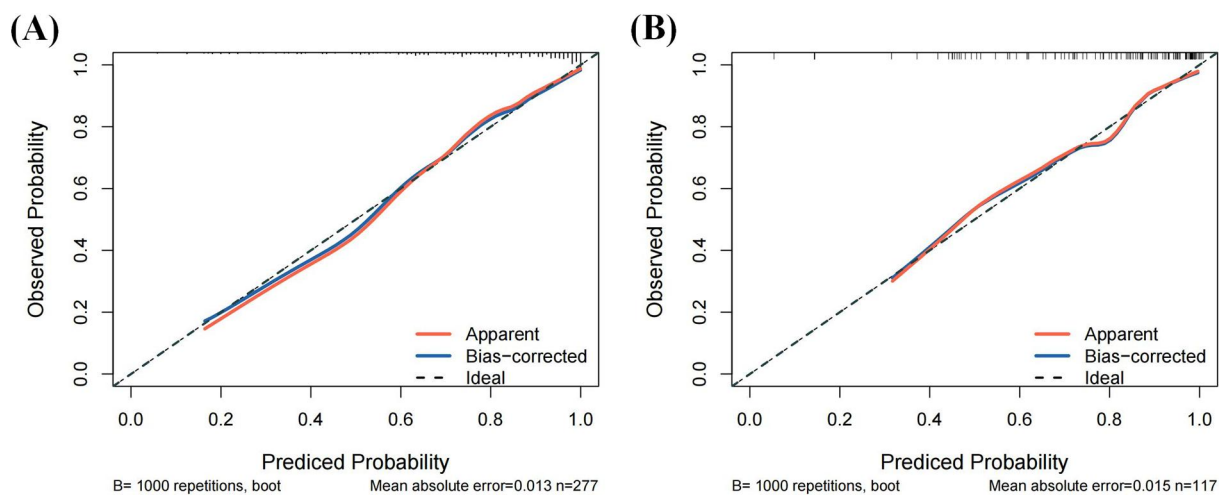 (A)
Observed Probability
1.0
0.8
0.6
0.4
0.2
0.0
Apparent
Bias-corrected
Ideal
0.0 0.2 0.4 0.6 0.8 1.0
Prediced Probability
B= 1000 repetitions, boot Mean absolute error=0.013 n=277
(B)
Observed Probability
1.0
0.8
0.6
0.4
0.2
0.0
Apparent
Bias-corrected
Ideal
0.0 0.2 0.4 0.6 0.8 1.0
Prediced Probability
B= 1000 repetitions, boot Mean absolute error=0.015 n=117